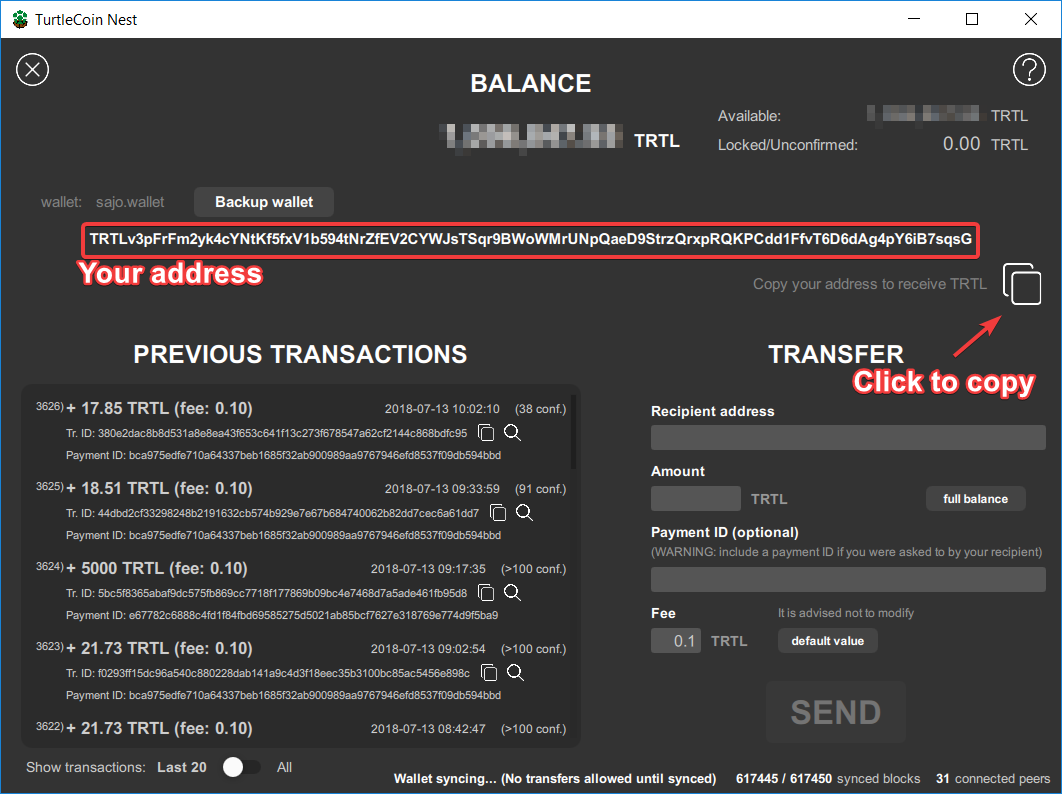 TurtleCoin Nest
BALANCE
TRTL
Available: TRTL
Locked/Unconfirmed: 0.00 TRTL
wallet: sajo.wallet Backup wallet
TRTLv3pFrFm2yk4cYNtKf5fxV1b594tNrZfEV2CYWJsTSqr9BWoWMrUNpQaeD9StrzQrxpRQKPCdd1FfvT6D6dAg4pY6iB7sqsG
Your address
Copy your address to receive TRTL
Click to copy
PREVIOUS TRANSACTIONS
3626) + 17.85 TRTL (fee: 0.10) 2018-07-13 10:02:10 (38 conf.)
Tr. ID: 380e2dac8b8d531a8e8ea43f653c641f13c273f678547a62cf2144c868bdfc95
Payment ID: bca975edfe710a64337beb1685f32ab900989aa9767946efd8537f09db594bbd
3625) + 18.51 TRTL (fee: 0.10) 2018-07-13 09:33:59 (91 conf.)
Tr. ID: 44dbd2cf33298248b2191632cb574b929e7e67b684740062b82dd7cec6a61dd7
Payment ID: bca975edfe710a64337beb1685f32ab900989aa9767946efd8537f09db594bbd
3624) + 5000 TRTL (fee: 0.10) 2018-07-13 09:17:35 (>100 conf.)
Tr. ID: 5bc5f8365abaf9dc575fb869cc7718f177869b09bc4e7468d7a5ade461fb95d8
Payment ID: e67782c6888c4fd1f84fbd69585275d5021ab85bcf7627e318769e774d9f5ba9
3623) + 21.73 TRTL (fee: 0.10) 2018-07-13 09:02:54 (>100 conf.)
Tr. ID: f0293ff15dc96a540c880228dab141a9c4d3f18eec35b3100bc85ac5456e898c
Payment ID: bca975edfe710a64337beb1685f32ab900989aa9767946efd8537f09db594bbd
3622) + 21.73 TRTL (fee: 0.10) 2018-07-13 08:42:47 (>100 conf.)
Show transactions: Last 20 All
TRANSFER
Recipient address
Amount
TRTL full balance
Payment ID (optional)
(WARNING: include a payment ID if you were asked to by your recipient)
Fee It is advised not to modify
0.1 TRTL default value
SEND
Wallet syncing... (No transfers allowed until synced) 617445 / 617450 synced blocks 31 connected peers